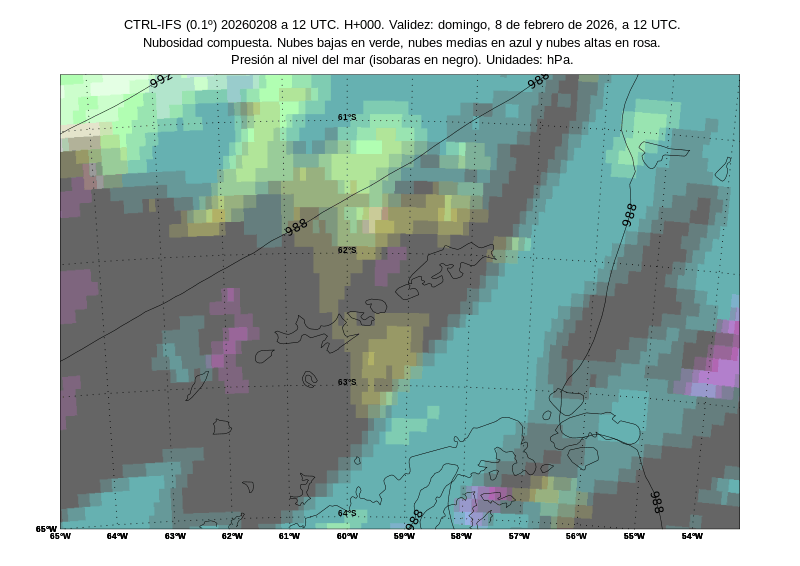 CTRL-IFS (0.1º) 20260208 a 12 UTC. H+000. Validez: domingo, 8 de febrero de 2026, a 12 UTC.
Nubosidad compuesta. Nubes bajas en verde, nubes medias en azul y nubes altas en rosa.
Presión al nivel del mar (isobaras en negro). Unidades: hPa.
992
988
61°S
988
988
62°S
63°S
988
64°S
988
65°W
65°W 64°W 63°W 62°W 61°W 60°W 59°W 58°W 57°W 56°W 55°W 54°W